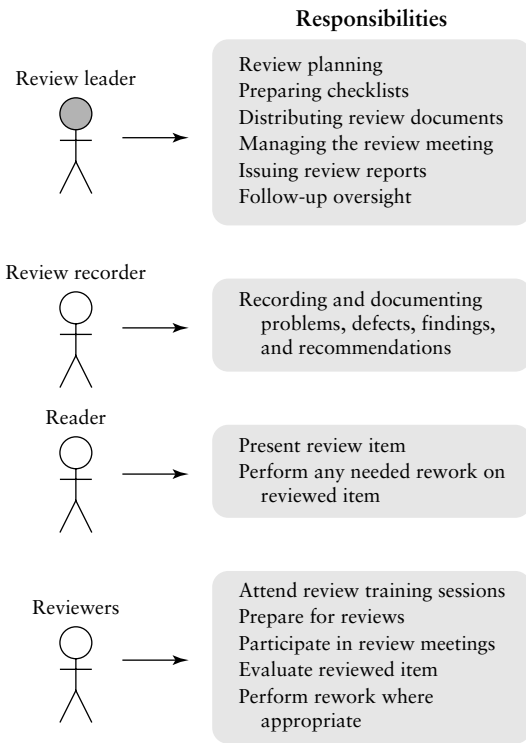 Responsibilities
Review leader
Review planning
Preparing checklists
Distributing review documents
Managing the review meeting
Issuing review reports
Follow-up oversight
Review recorder
Recording and documenting
problems, defects, findings,
and recommendations
Reader
Present review item
Perform any needed rework on
reviewed item
Reviewers
Attend review training sessions
Prepare for reviews
Participate in review meetings
Evaluate reviewed item
Perform rework where
appropriate